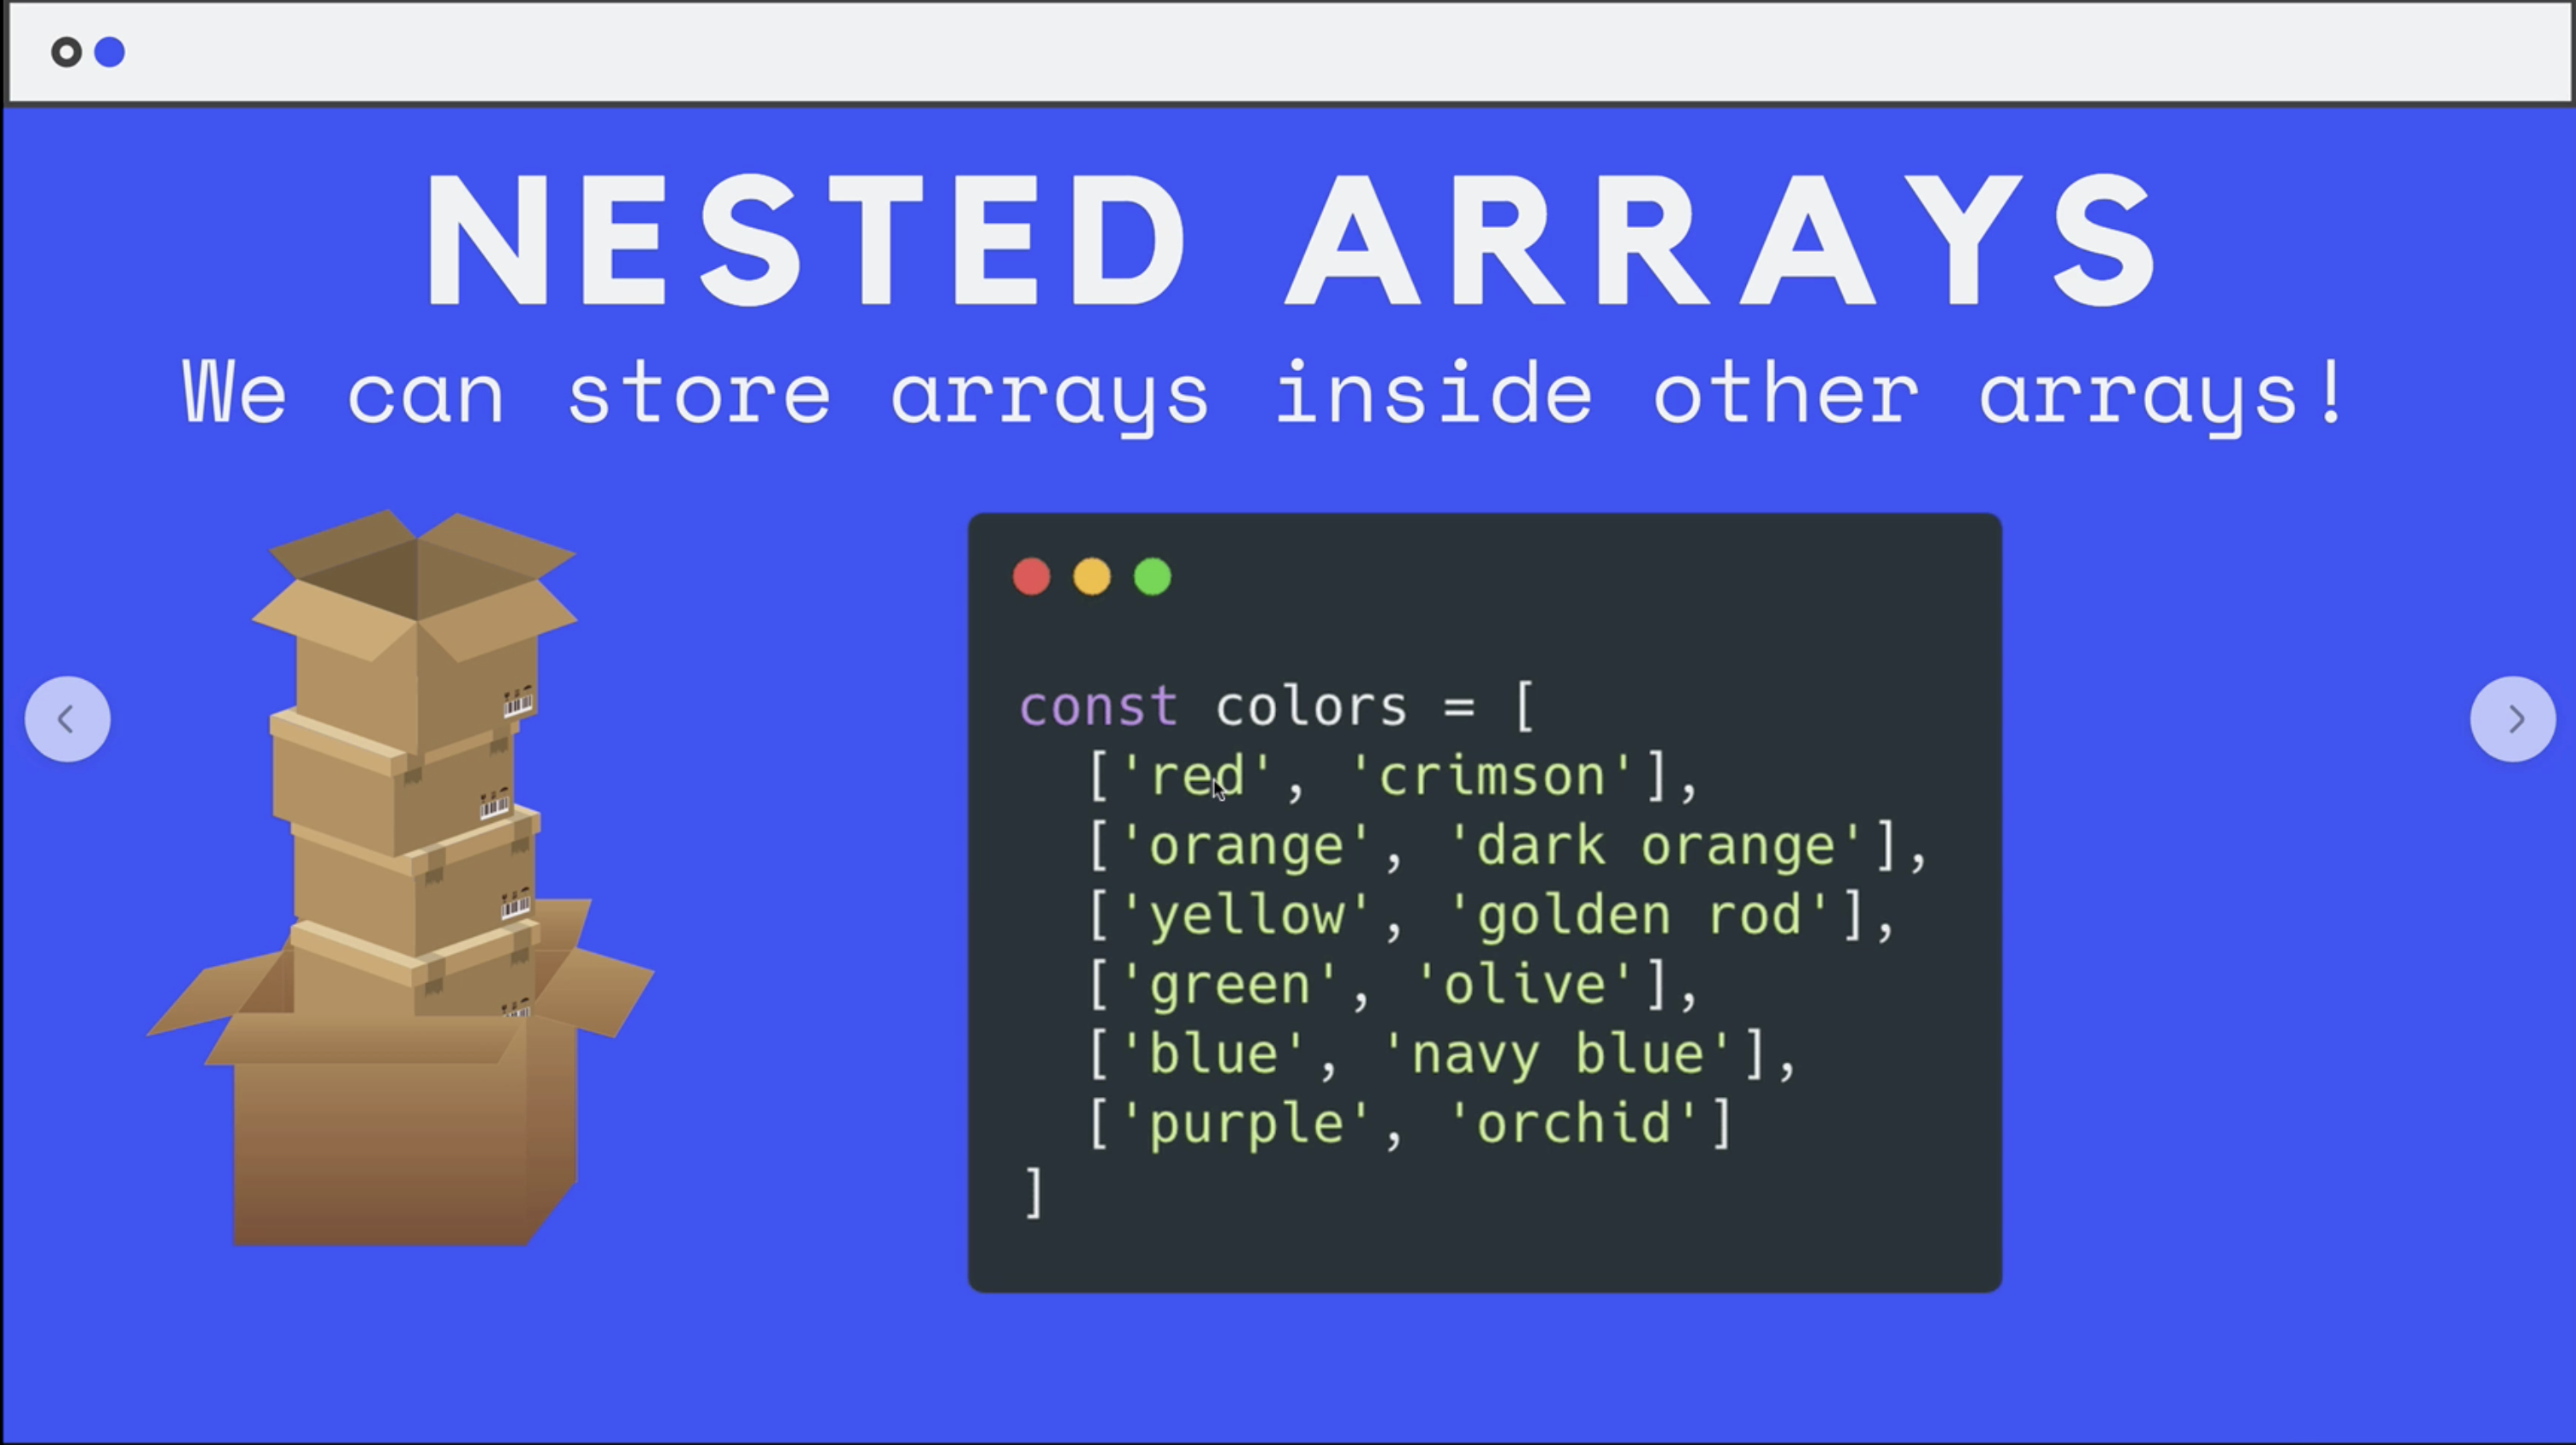 NESTED ARRAYS
We can store arrays inside other arrays!
const colors = [
['red', 'crimson'],
['orange', 'dark orange'],
['yellow', 'golden rod'],
['green', 'olive'],
['blue', 'navy blue'],
['purple', 'orchid']
]